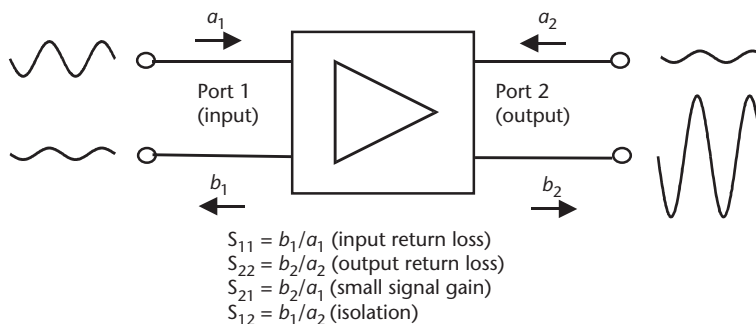 a₁
a₂
Port 1
(input)
Port 2
(output)
b₁
b₂
S₁₁ = b₁/a₁ (input return loss)
S₂₂ = b₂/a₂ (output return loss)
S₂₁ = b₂/a₁ (small signal gain)
S₁₂ = b₁/a₂ (isolation)